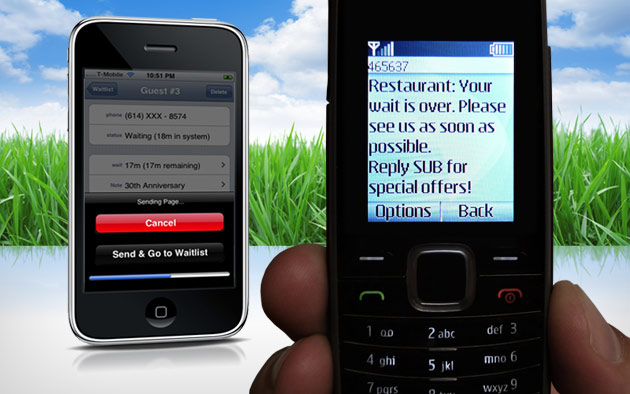 T-Mobile 10:51 PM
Waitlist Guest #3 Delete
phone (614) XXX - 8574
status Waiting (18m in system)
wait 17m (17m remaining)
Note 30th Anniversary
Sending Page...
Cancel
Send & Go to Waitlist
465637
Restaurant: Your
wait is over. Please
see us as soon as
possible.
Reply SUB for
special offers!
Options Back
1 2 abc def 3
4 ghi 5 jkl mno 6
7 pqrs wxyz 9